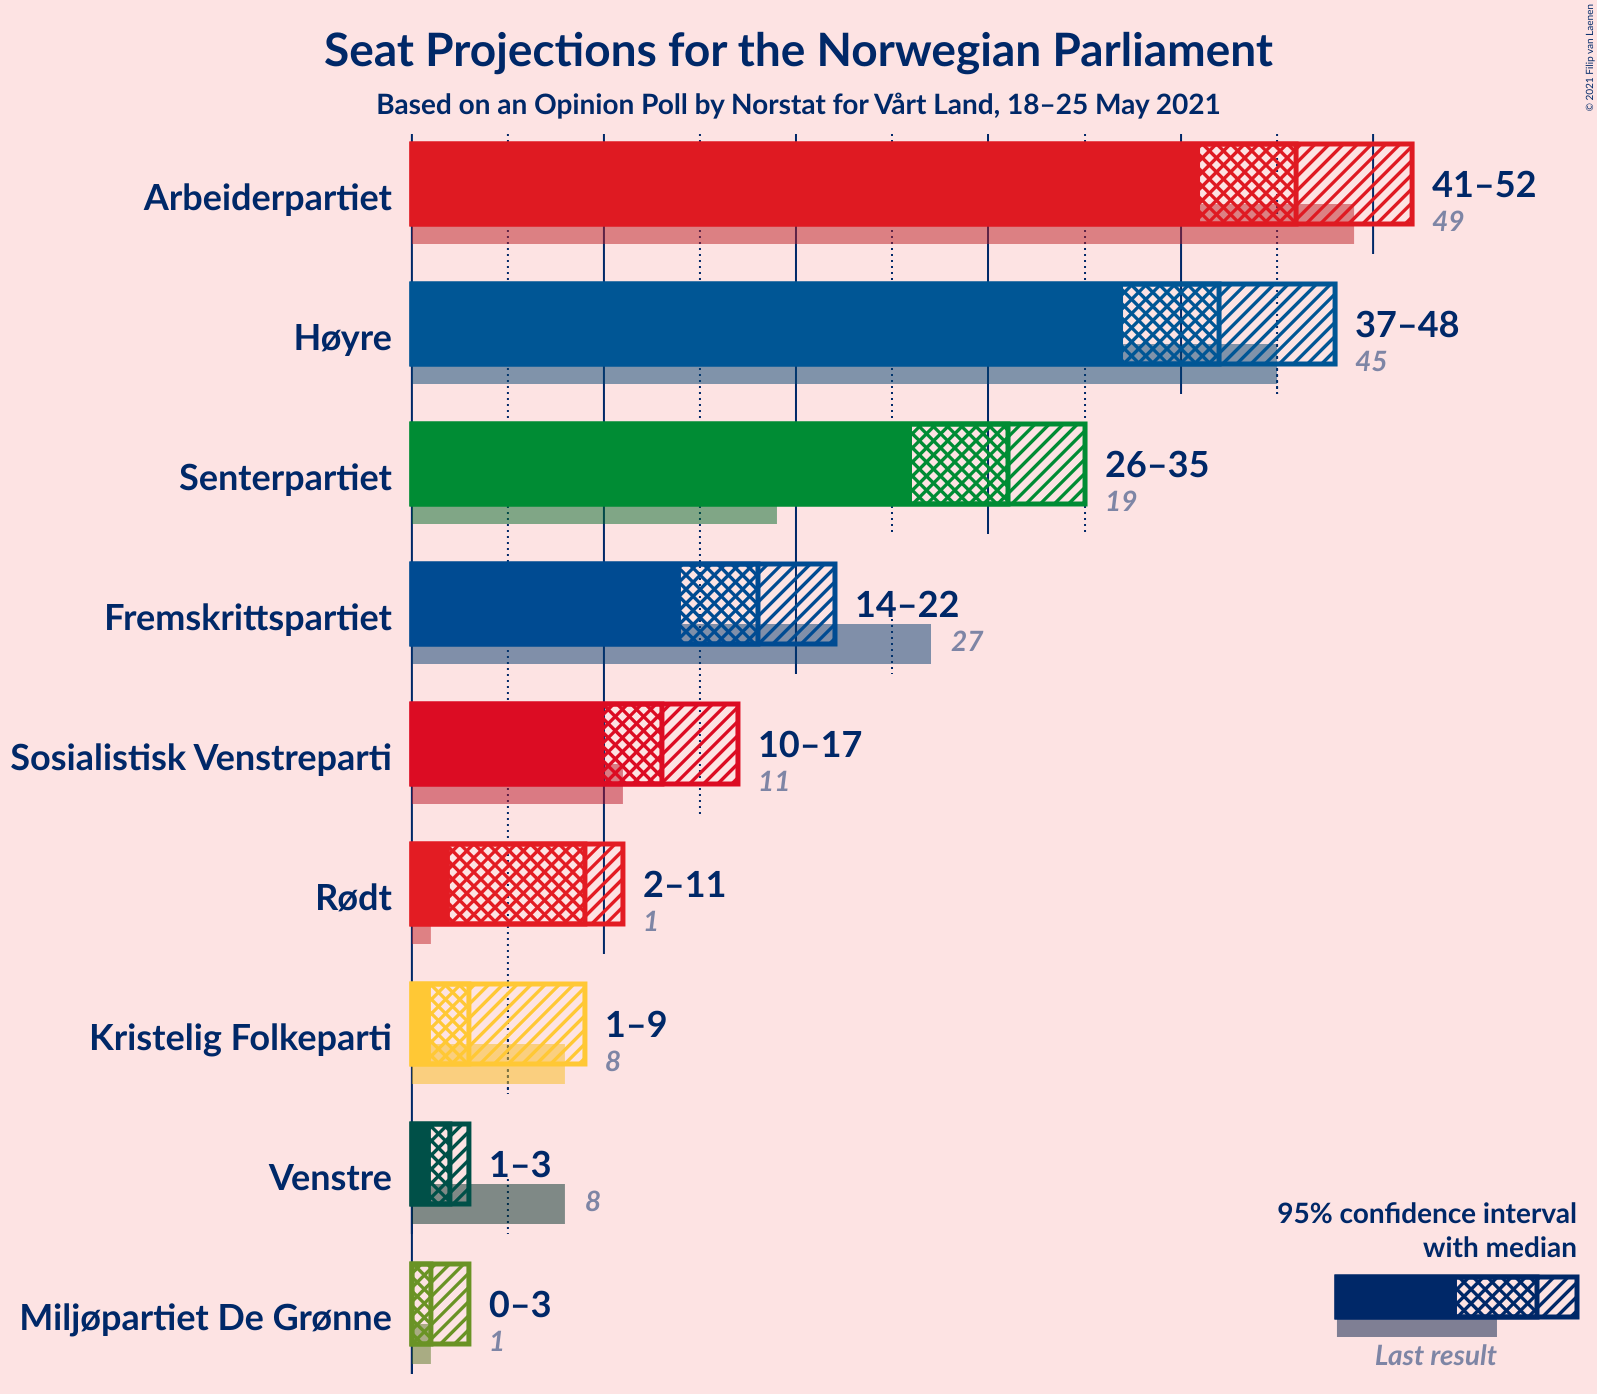 Seat Projections for the Norwegian Parliament
Based on an Opinion Poll by Norstat for Vårt Land, 18–25 May 2021
© 2021 Filip van Laenen
Arbeiderpartiet
41–52
49
Høyre
37–48
45
Senterpartiet
26–35
19
Fremskrittspartiet
14–22
27
Sosialistisk Venstreparti
10–17
11
Rødt
2–11
1
Kristelig Folkeparti
1–9
8
Venstre
1–3
8
Miljøpartiet De Grønne
0–3
1
95% confidence interval
with median
Last result